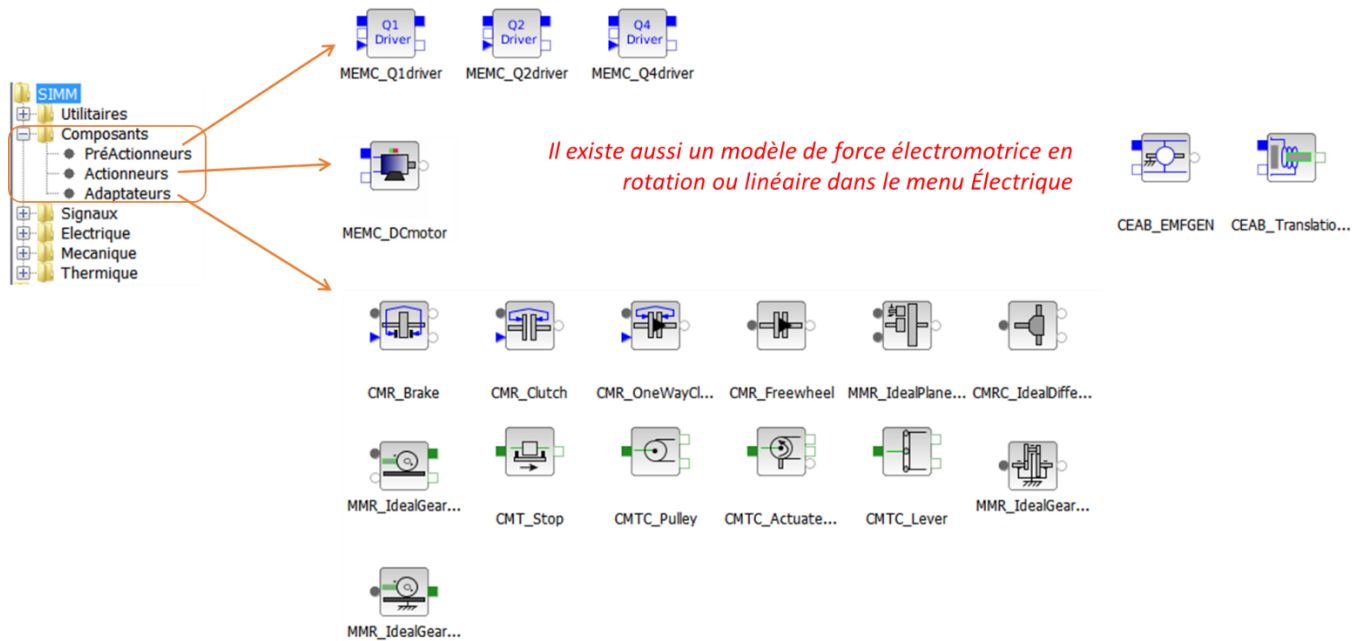 Q1
Driver
Q2
Driver
Q4
Driver
MEMC_Q1driver
MEMC_Q2driver
MEMC_Q4driver
SIMM
Utilitaires
Composants
PréActionneurs
Actionneurs
Adaptateurs
Signaux
Electrique
Mecanique
Thermique
MEMC_DCmotor
Il existe aussi un modèle de force électromotrice en
rotation ou linéaire dans le menu Électrique
CEAB_EMFGEN
CEAB_Translatio...
CMR_Brake
CMR_Clutch
CMR_OneWayCl...
CMR_Freewheel
MMR_IdealPlane...
CMRC_IdealDiffe...
MMR_IdealGear...
CMT_Stop
CMTC_Pulley
CMTC_Actuate...
CMTC_Lever
MMR_IdealGear...
MMR_IdealGear...